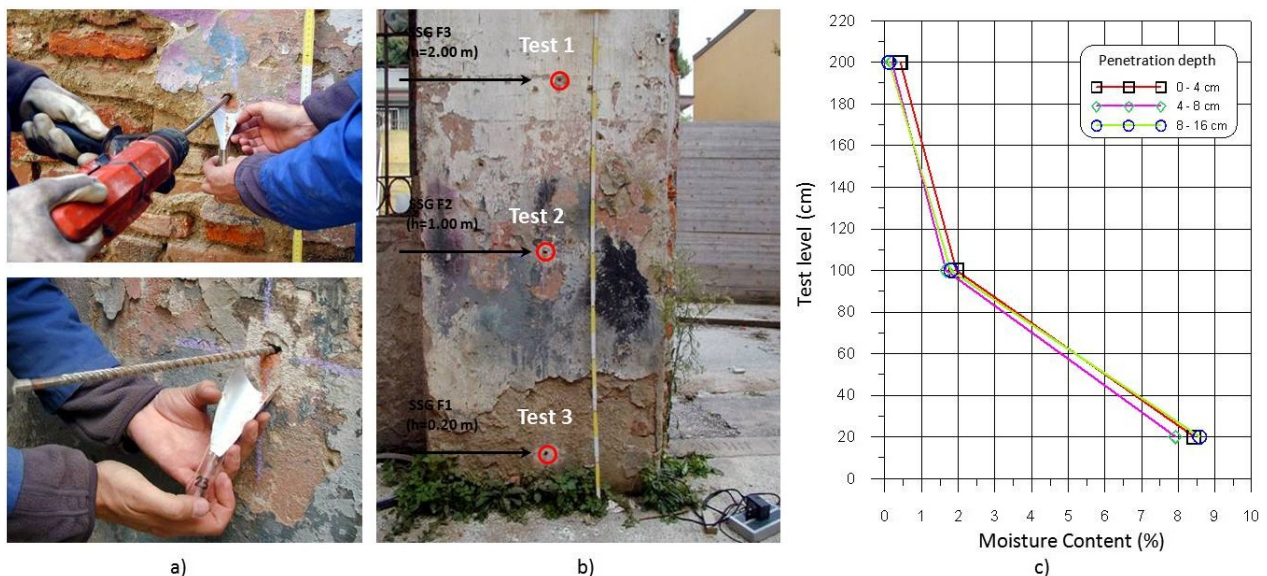 23
SSG F3
(h=2.00 m)
Test 1
SSG F2
(h=1.00 m)
Test 2
SSG F1
(h=0.20 m)
Test 3
220
200
180
160
140
120
100
80
60
40
20
0
Test level (cm)
Penetration depth
0 - 4 cm
4 - 8 cm
8 - 16 cm
0 1 2 3 4 5 6 7 8 9 10
Moisture Content (%)
a)
b)
c)